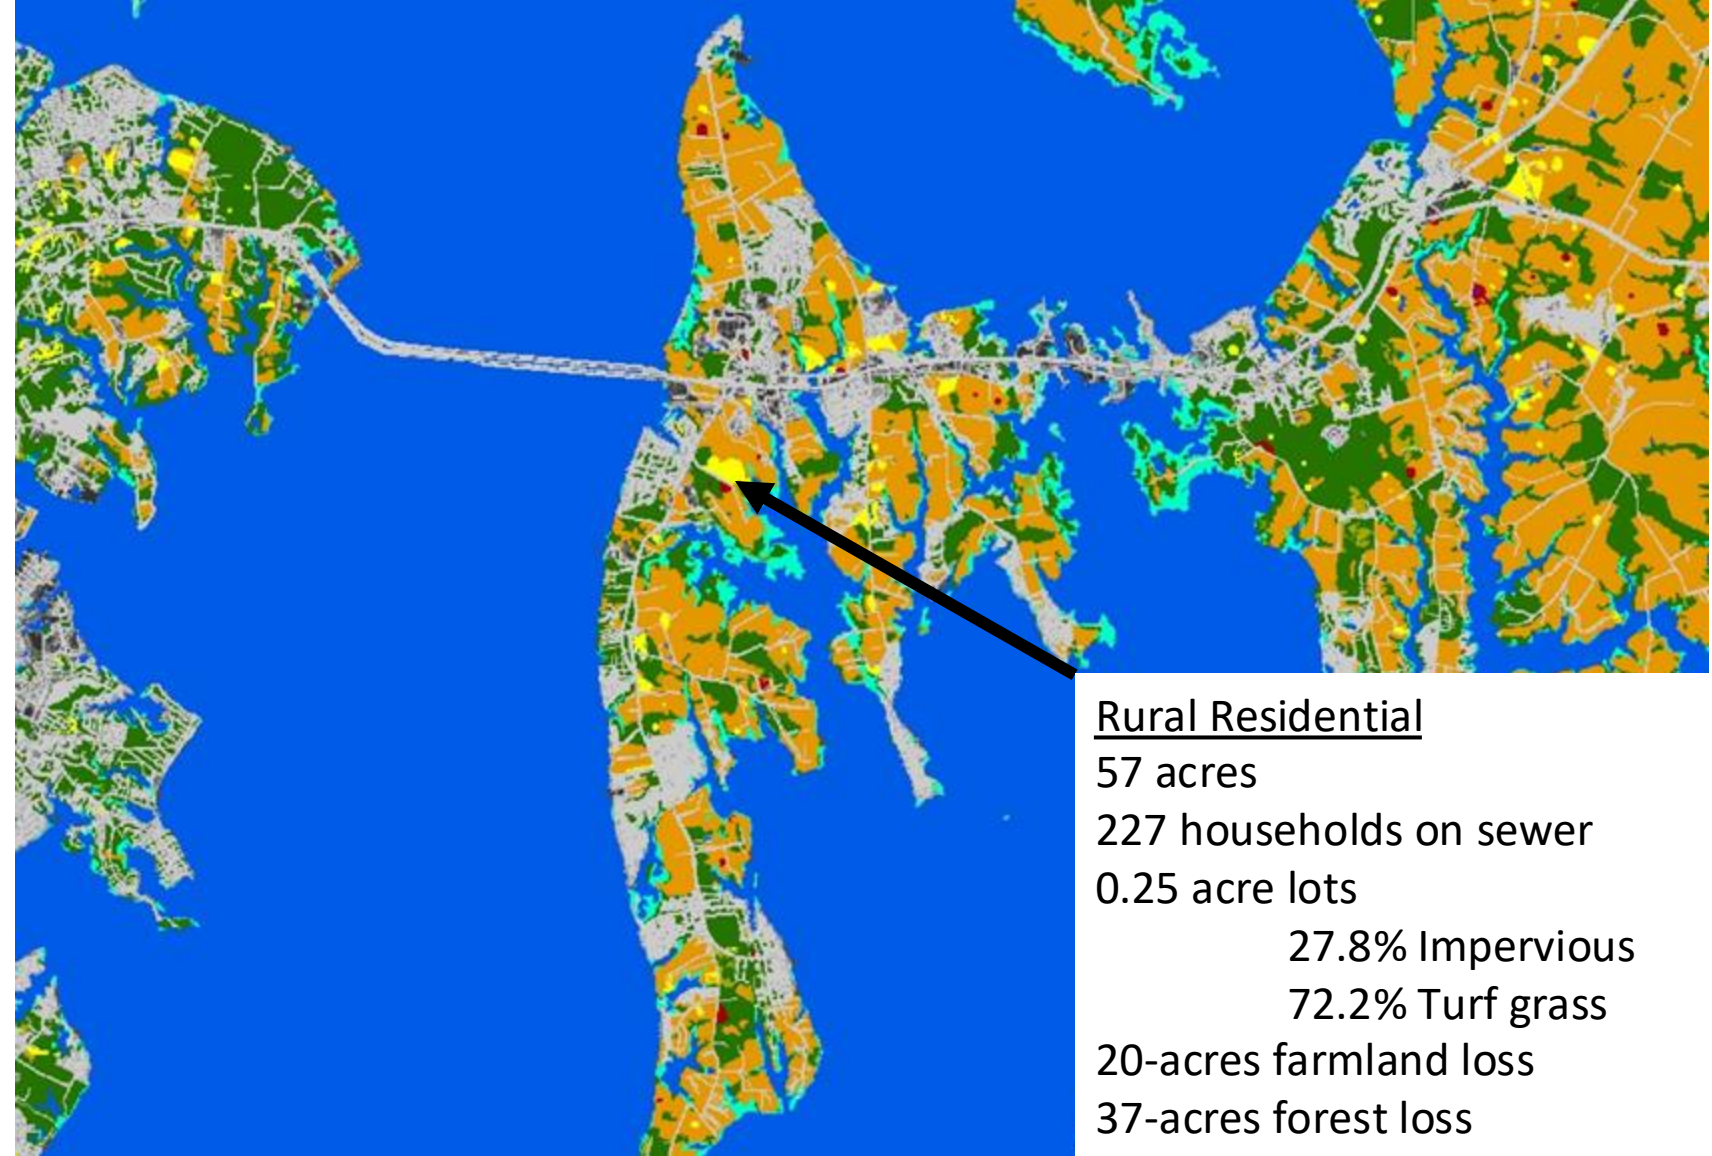 Rural Residential
57 acres
227 households on sewer
0.25 acre lots
27.8% Impervious
72.2% Turf grass
20-acres farmland loss
37-acres forest loss